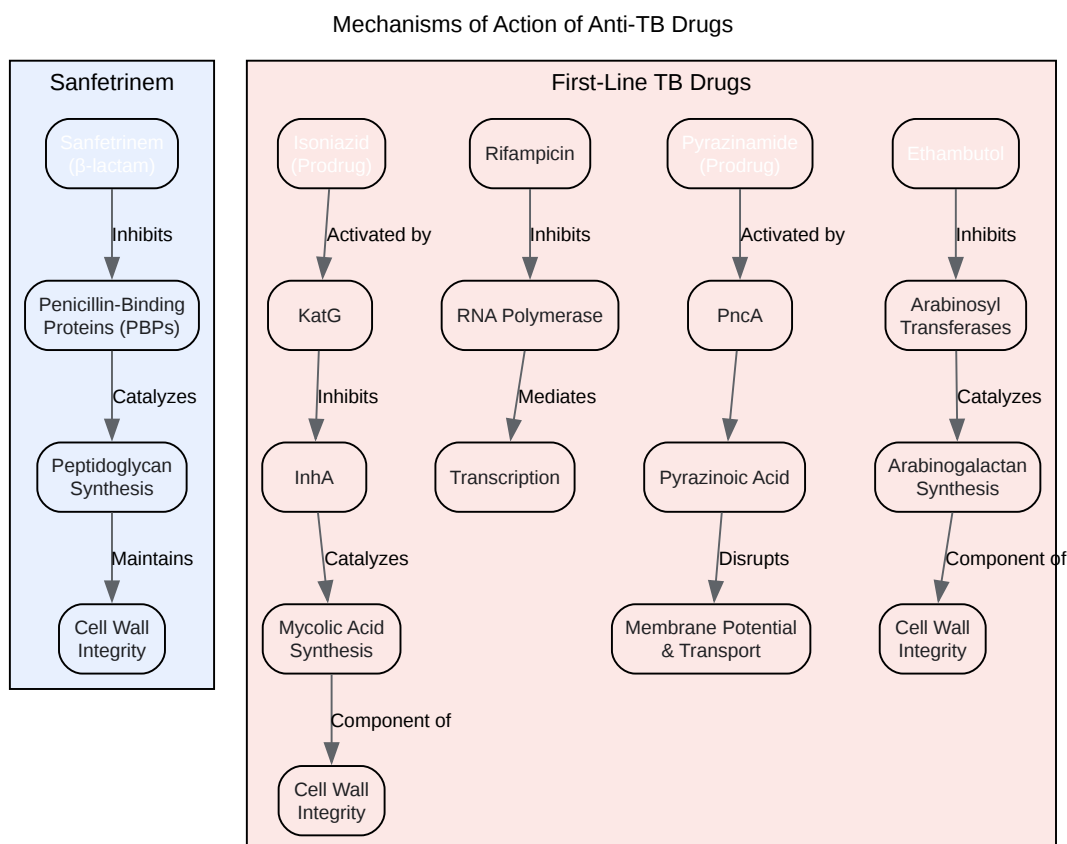 Mechanisms of Action of Anti-TB Drugs
Sanfetrinem
Sanfetrinem
(β-lactam)
Inhibits
Penicillin-Binding
Proteins (PBPs)
Catalyzes
Peptidoglycan
Synthesis
Maintains
Cell Wall
Integrity
First-Line TB Drugs
Isoniazid
(Prodrug)
Activated by
KatG
Inhibits
InhA
Catalyzes
Mycolic Acid
Synthesis
Component of
Cell Wall
Integrity
Rifampicin
Inhibits
RNA Polymerase
Mediates
Transcription
Pyrazinamide
(Prodrug)
Activated by
PncA
Pyrazinoic Acid
Disrupts
Membrane Potential
& Transport
Ethambutol
Inhibits
Arabinosyl
Transferases
Catalyzes
Arabinogalactan
Synthesis
Component of
Cell Wall
Integrity